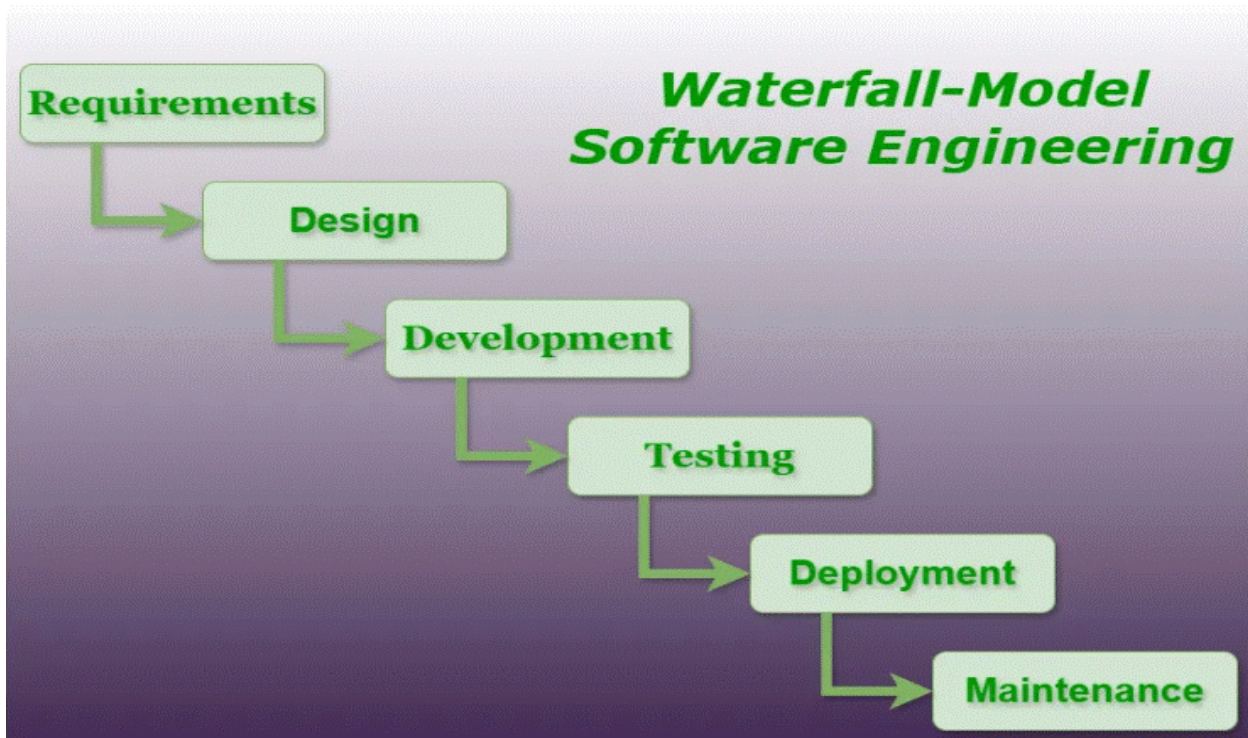 Waterfall-Model
Software Engineering
Requirements
Design
Development
Testing
Deployment
Maintenance